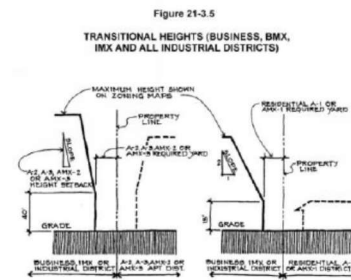 Figure 21-3.5
TRANSITIONAL HEIGHTS (BUSINESS, BMX,
IMX AND ALL INDUSTRIAL DISTRICTS)
MAXIMUM HEIGHT SHOWN
ON ZONING MAPS
PROPERTY
LINE
SLOPE
A-2, A-3, AMX-2
OR AMX-3 REQUIRED YARD
A-2, A-3, AMX-2
OR AMX-3
HEIGHT SETBACK
40'
GRADE
BUSINESS, IMX OR
INDUSTRIAL DISTRICT
A-2, A-3, AMX-2 OR
AMX-3 APT DIST.
RESIDENTIAL A-1 OR
AMX-1 REQUIRED YARD
SLOPE
2
PROPERTY
LINE
15'
GRADE
BUSINESS, IMX OR
INDUSTRIAL DISTRICT
RESIDENTIAL, A-
OR AMX-1 DISTRICT